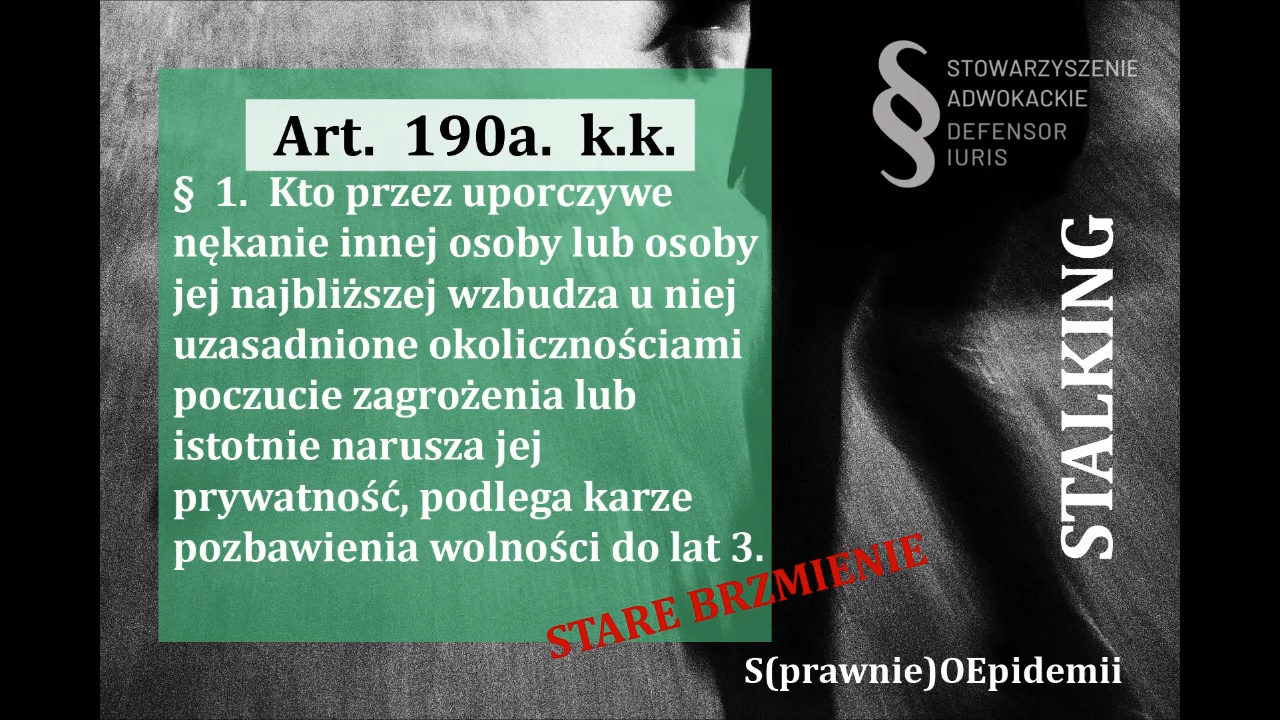 STOWARZYSZENIE
ADWOKACKIE
DEFENSOR
IURIS
Art. 190a. k.k.
§ 1. Kto przez uporczywe
nękanie innej osoby lub osoby
jej najbliższej wzbudza u niej
uzasadnione okolicznościami
poczucie zagrożenia lub
istotnie narusza jej
prywatność, podlega karze
pozbawienia wolności do lat 3.
STARE BRZMIENIE
STALKING
S(prawnie)OEpidemii